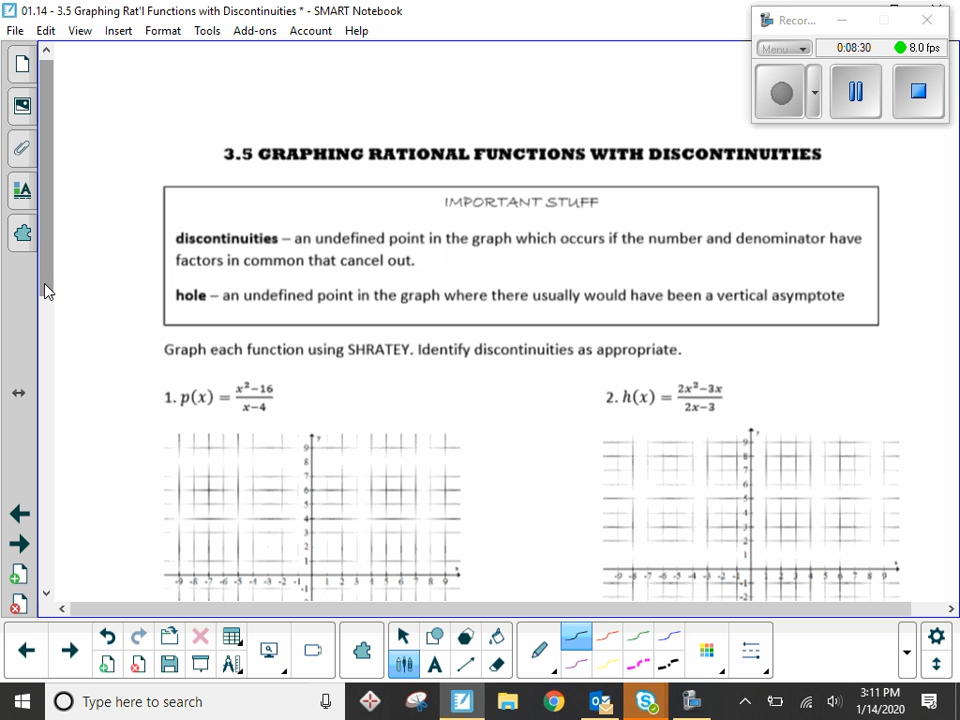 01.14 - 3.5 Graphing Rat'l Functions with Discontinuities * - SMART Notebook
File Edit View Insert Format Tools Add-ons Account Help
Recor...
Menu 0:08:30 8.0 fps
3.5 GRAPHING RATIONAL FUNCTIONS WITH DISCONTINUITIES
IMPORTANT STUFF
discontinuities – an undefined point in the graph which occurs if the number and denominator have
factors in common that cancel out.
hole – an undefined point in the graph where there usually would have been a vertical asymptote
Graph each function using SHRATEY. Identify discontinuities as appropriate.
1. p(x) = x²−16 / x−4
2. h(x) = 2x²−3x / 2x−3
Type here to search
3:11 PM
1/14/2020